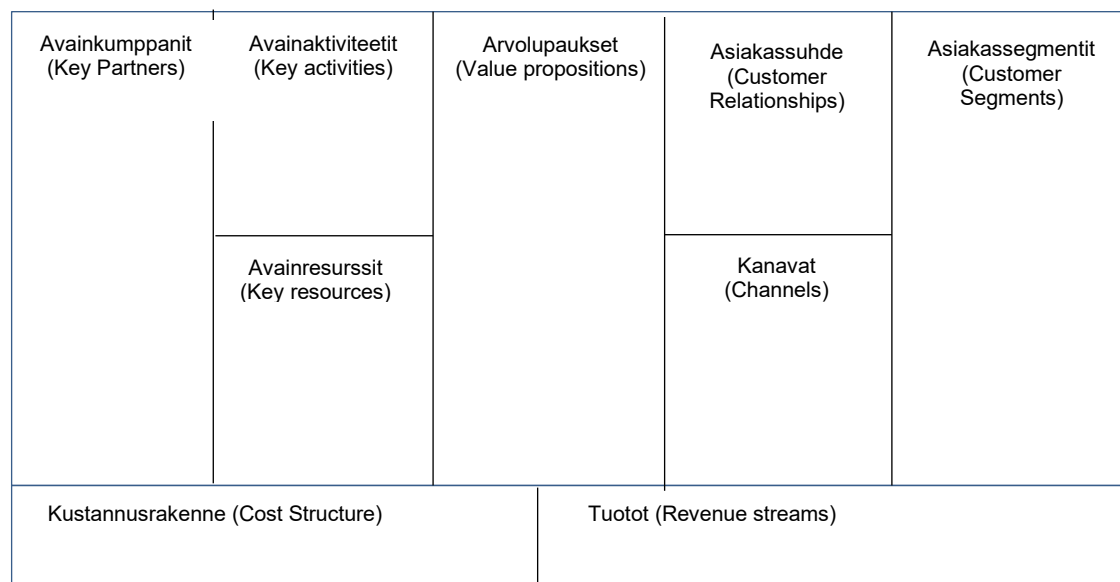 Avainkumppanit
(Key Partners)
Avainaktiviteetit
(Key activities)
Avainresurssit
(Key resources)
Arvolupaukset
(Value propositions)
Asiakassuhde
(Customer
Relationships)
Kanavat
(Channels)
Asiakassegmentit
(Customer
Segments)
Kustannusrakenne (Cost Structure)
Tuotot (Revenue streams)